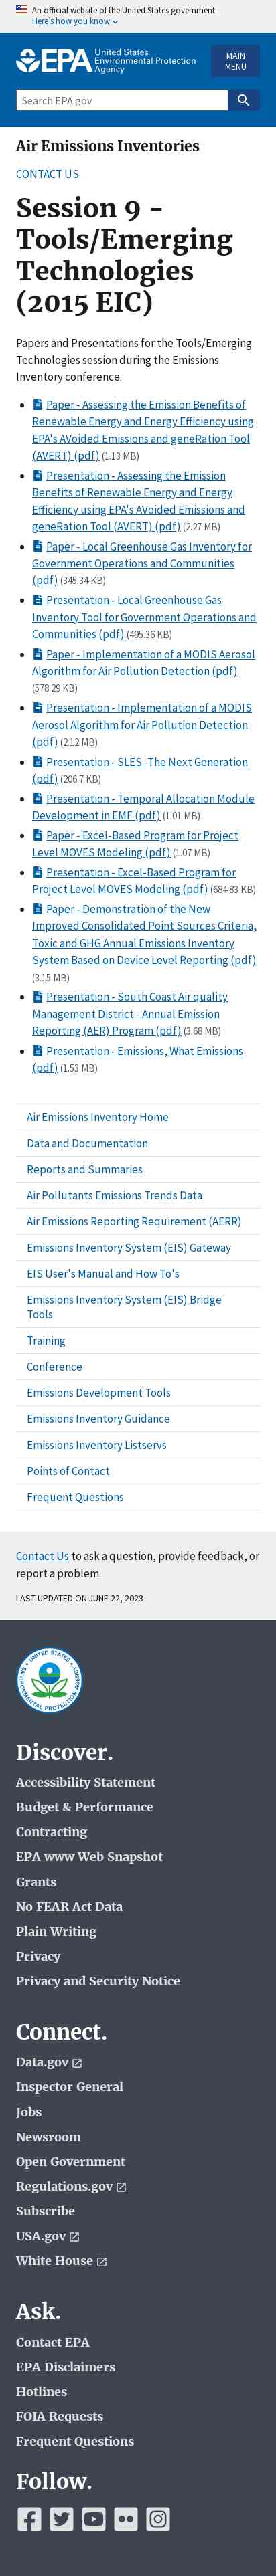 An official website of the United States government
Here's how you know
EPA United States
Environmental Protection
Agency
MAIN
MENU
Search EPA.gov
Air Emissions Inventories
CONTACT US
Session 9 -
Tools/Emerging
Technologies
(2015 EIC)
Papers and Presentations for the Tools/Emerging
Technologies session during the Emissions
Inventory conference.
Paper - Assessing the Emission Benefits of
Renewable Energy and Energy Efficiency using
EPA's AVoided Emissions and geneRation Tool
(AVERT) (pdf) (1.13 MB)
Presentation - Assessing the Emission
Benefits of Renewable Energy and Energy
Efficiency using EPA's AVoided Emissions and
geneRation Tool (AVERT) (pdf) (2.27 MB)
Paper - Local Greenhouse Gas Inventory for
Government Operations and Communities
(pdf) (345.34 KB)
Presentation - Local Greenhouse Gas
Inventory Tool for Government Operations and
Communities (pdf) (495.36 KB)
Paper - Implementation of a MODIS Aerosol
Algorithm for Air Pollution Detection (pdf)
(578.29 KB)
Presentation - Implementation of a MODIS
Aerosol Algorithm for Air Pollution Detection
(pdf) (2.12 MB)
Presentation - SLES -The Next Generation
(pdf) (206.7 KB)
Presentation - Temporal Allocation Module
Development in EMF (pdf) (1.01 MB)
Paper - Excel-Based Program for Project
Level MOVES Modeling (pdf) (1.07 MB)
Presentation - Excel-Based Program for
Project Level MOVES Modeling (pdf) (684.83 KB)
Paper - Demonstration of the New
Improved Consolidated Point Sources Criteria,
Toxic and GHG Annual Emissions Inventory
System Based on Device Level Reporting (pdf)
(3.15 MB)
Presentation - South Coast Air quality
Management District - Annual Emission
Reporting (AER) Program (pdf) (3.68 MB)
Presentation - Emissions, What Emissions
(pdf) (1.53 MB)
Air Emissions Inventory Home
Data and Documentation
Reports and Summaries
Air Pollutants Emissions Trends Data
Air Emissions Reporting Requirement (AERR)
Emissions Inventory System (EIS) Gateway
EIS User's Manual and How To's
Emissions Inventory System (EIS) Bridge
Tools
Training
Conference
Emissions Development Tools
Emissions Inventory Guidance
Emissions Inventory Listservs
Points of Contact
Frequent Questions
Contact Us to ask a question, provide feedback, or
report a problem.
LAST UPDATED ON JUNE 22, 2023
UNITED STATES
ENVIRONMENTAL PROTECTION AGENCY
Discover.
Accessibility Statement
Budget & Performance
Contracting
EPA www Web Snapshot
Grants
No FEAR Act Data
Plain Writing
Privacy
Privacy and Security Notice
Connect.
Data.gov
Inspector General
Jobs
Newsroom
Open Government
Regulations.gov
Subscribe
USA.gov
White House
Ask.
Contact EPA
EPA Disclaimers
Hotlines
FOIA Requests
Frequent Questions
Follow.